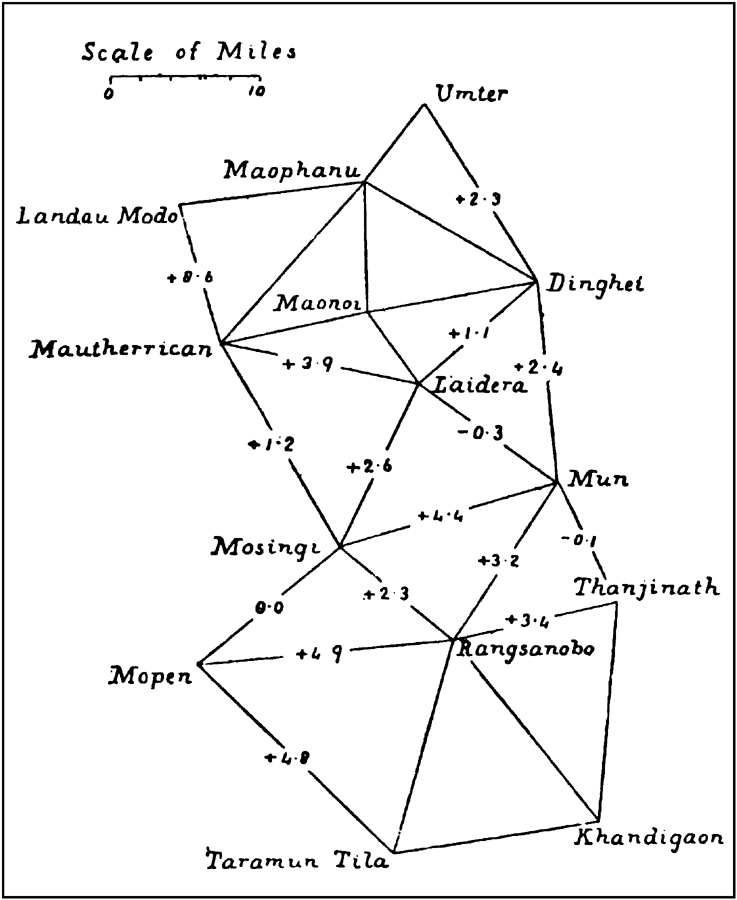 Scale of Miles
0 10
Umter
Maophanu
+2·3
Landau Modo
+8·6
Dinghei
Maonoi
+1·1
Mautherrican
+3·9
+2·4
Laidera
-0·3
+1·2
+2·6
Mun
+4·4
Mosingi
-0·1
+3·2
Thanjinath
0·0
+2·3
+3·4
Rangsanobo
+4·9
Mopen
+4·8
Khandigaon
Taramun Tila